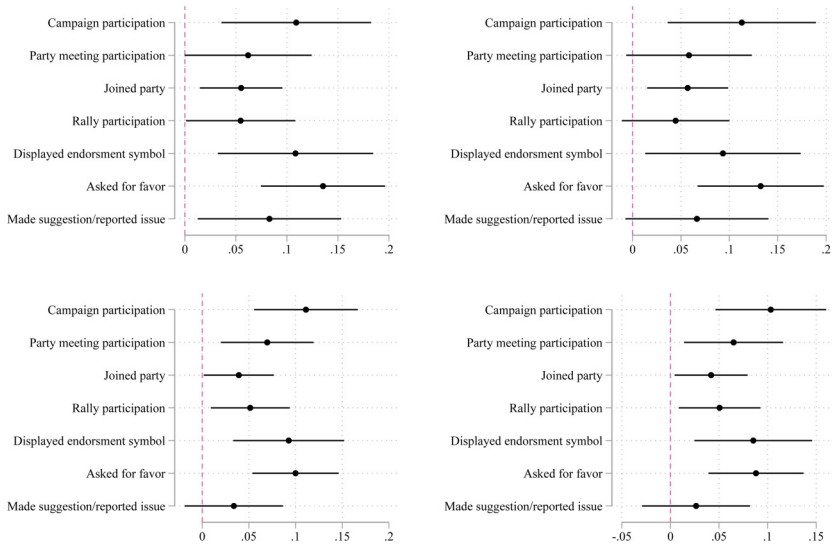 Campaign participation
Party meeting participation
Joined party
Rally participation
Displayed endorsment symbol
Asked for favor
Made suggestion/reported issue
0 .05 .1 .15 .2
Campaign participation
Party meeting participation
Joined party
Rally participation
Displayed endorsment symbol
Asked for favor
Made suggestion/reported issue
0 .05 .1 .15 .2
Campaign participation
Party meeting participation
Joined party
Rally participation
Displayed endorsment symbol
Asked for favor
Made suggestion/reported issue
0 .05 .1 .15 .2
Campaign participation
Party meeting participation
Joined party
Rally participation
Displayed endorsment symbol
Asked for favor
Made suggestion/reported issue
-.05 0 .05 .1 .15